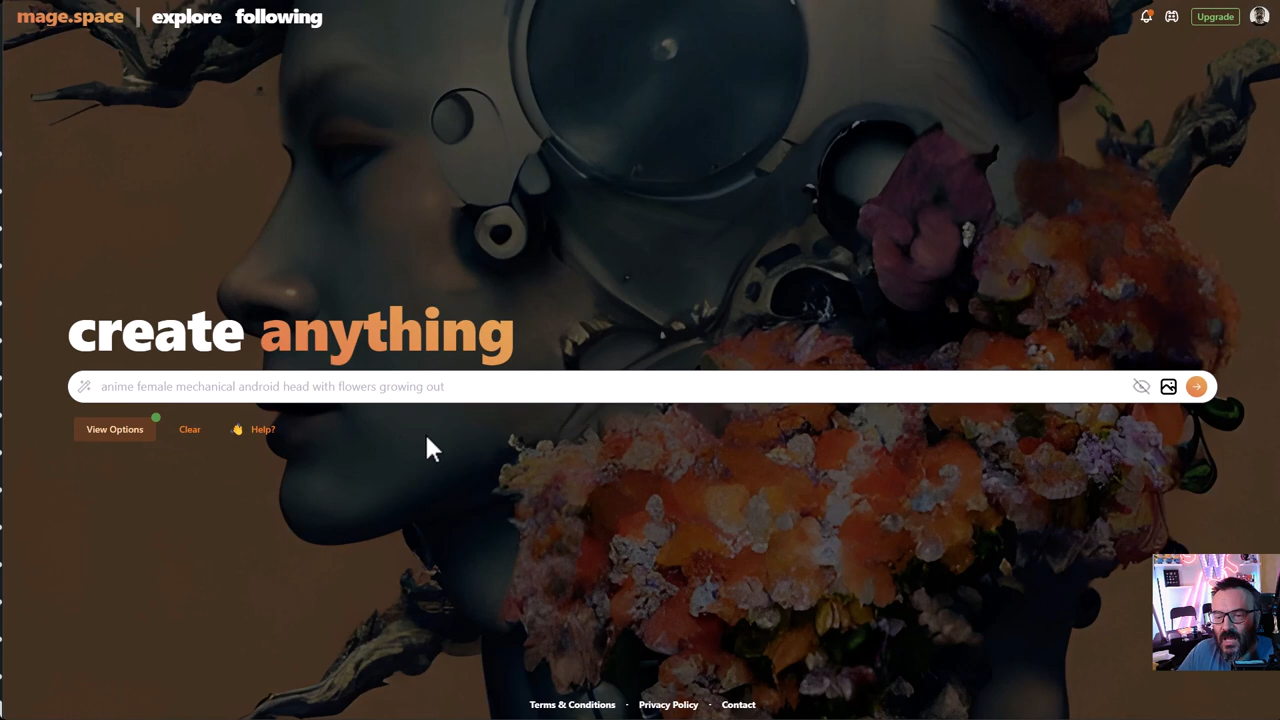 mage.space | explore following
Upgrade
create anything
anime female mechanical android head with flowers growing out
View Options Clear 👋 Help?
Terms & Conditions · Privacy Policy · Contact